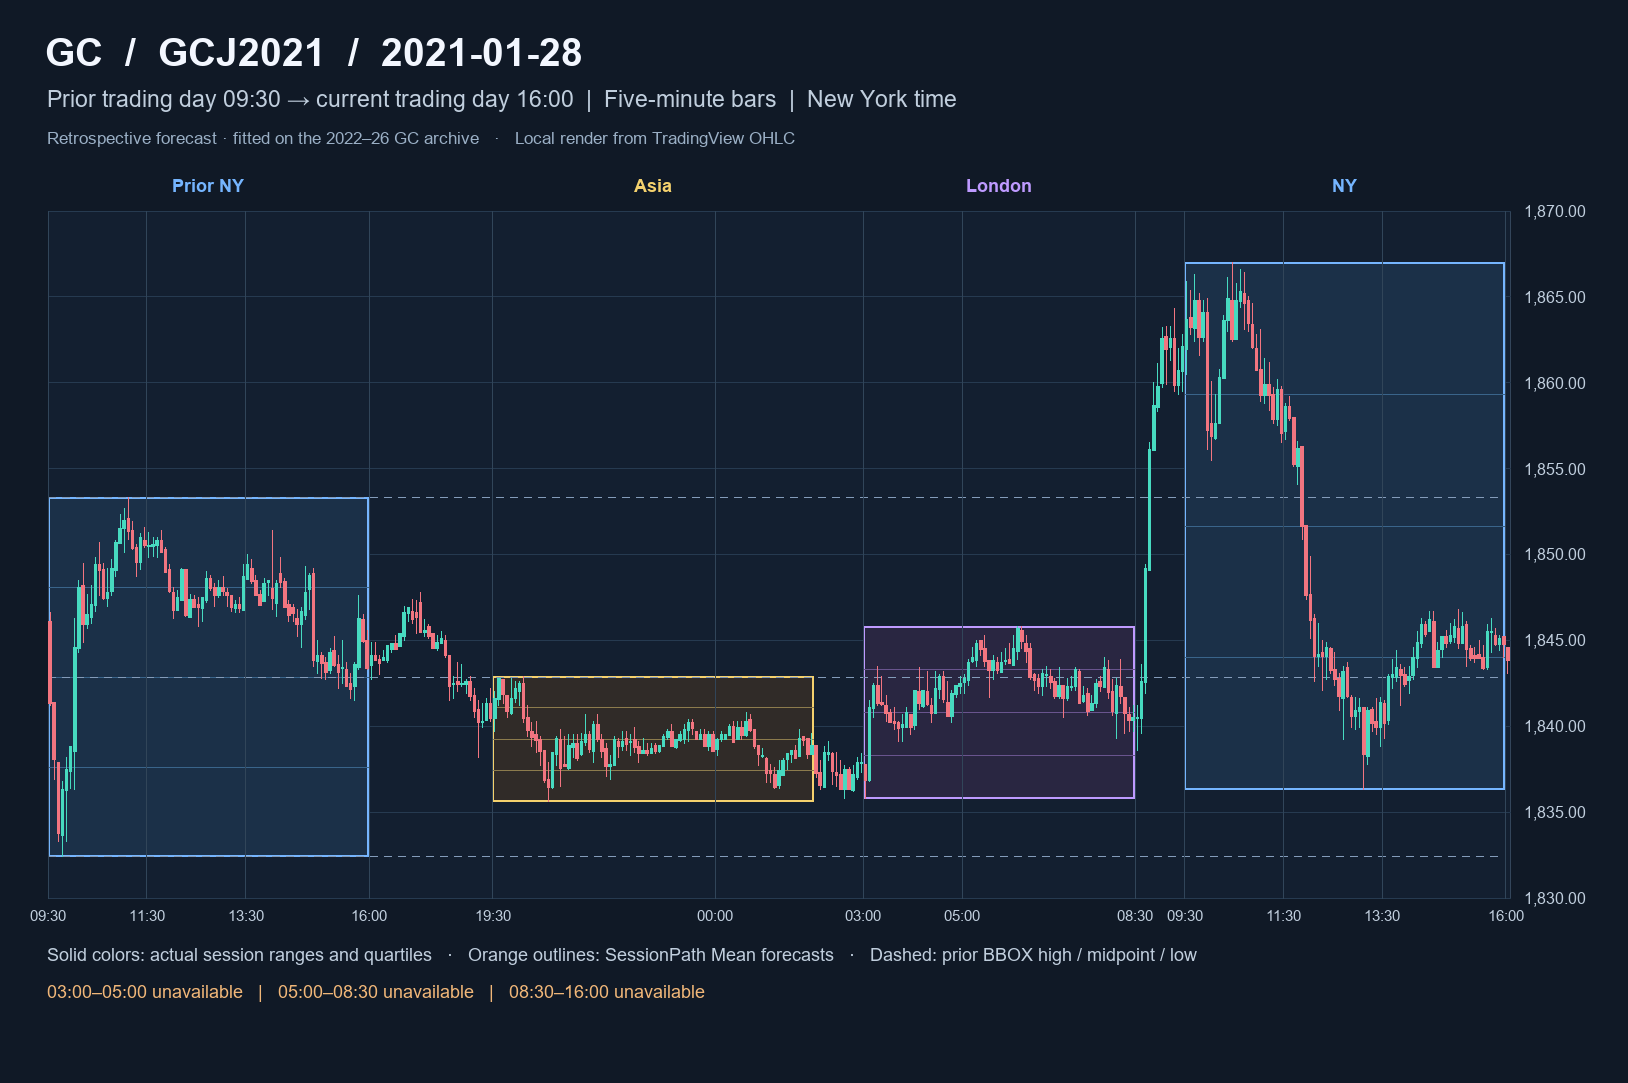 GC / GCJ2021 / 2021-01-28
Prior trading day 09:30 → current trading day 16:00 | Five-minute bars | New York time
Retrospective forecast · fitted on the 2022–26 GC archive · Local render from TradingView OHLC
Prior NY Asia London NY
1,870.00
1,865.00
1,860.00
1,855.00
1,850.00
1,845.00
1,840.00
1,835.00
1,830.00
09:30 11:30 13:30 16:00 19:30 00:00 03:00 05:00 08:30 09:30 11:30 13:30 16:00
Solid colors: actual session ranges and quartiles · Orange outlines: SessionPath Mean forecasts · Dashed: prior BBOX high / midpoint / low
03:00–05:00 unavailable | 05:00–08:30 unavailable | 08:30–16:00 unavailable